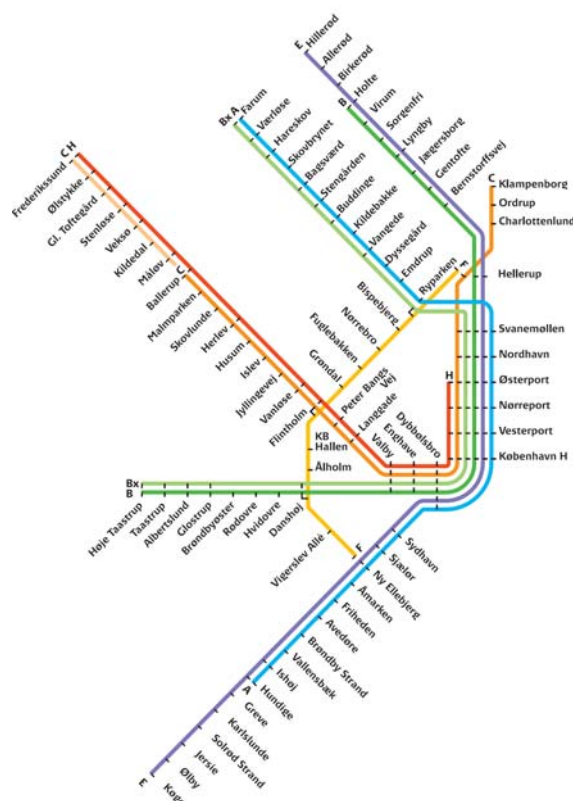 E
Hillerød
Allerød
Birkerød
Holte
B
Virum
Sorgenfri
Lyngby
Jægersborg
Gentofte
Bernstorffsvej
Bx A
Farum
Værløse
Hareskov
Skovbrynet
Bagsværd
Stengården
Buddinge
Kildebakke
Vangede
Dyssegård
Emdrup
C
Klampenborg
Ordrup
Charlottenlund
Hellerup
Svanemøllen
Nordhavn
H
Østerport
Nørreport
Vesterport
København H
C H
Frederikssund
Ølstykke
Gl. Toftegård
Stenløse
Veksø
Kildedal
Måløv
C
Ballerup
Malmparken
Skovlunde
Herlev
Husum
Islev
Jyllingevej
Vanløse
Flintholm
Peter Bangs
Vej
Langgade
Valby
Enghave
Dybbølsbro
F
Ryparken
Bispebjerg
Nørrebro
Fuglebakken
Grøndal
KB
Hallen
Ålholm
Bx
B
Høje Taastrup
Taastrup
Albertslund
Glostrup
Brøndbyøster
Rødovre
Hvidovre
Danshøj
Vigerslev Allé
F
Sydhavn
Sjælør
Ny Ellebjerg
Åmarken
Friheden
Avedøre
Brøndby Strand
Vallensbæk
Ishøj
A
Hundige
Greve
Karlslunde
Solrød Strand
Jersie
Ølby
E